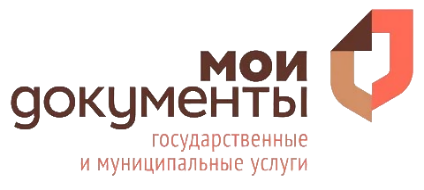 мои
документы
государственные
и муниципальные услуги